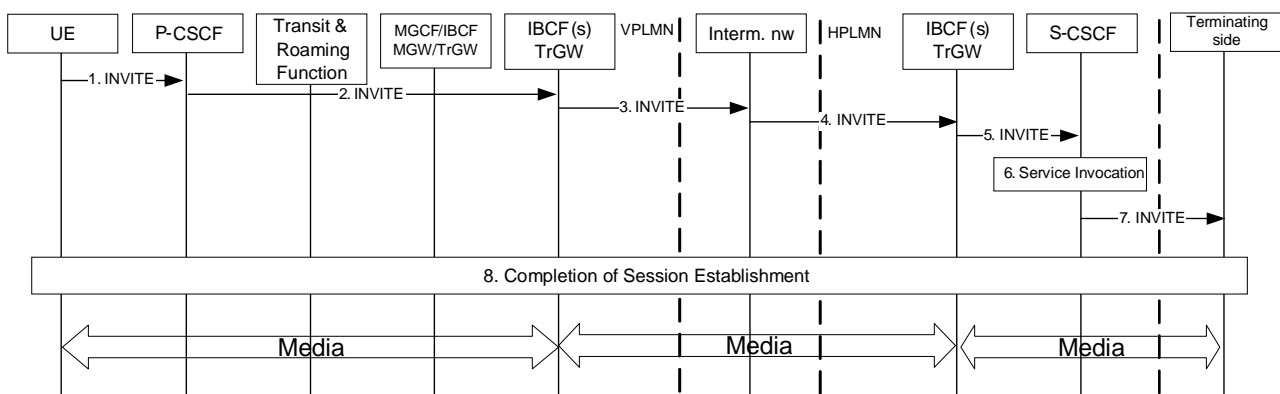 UE
P-CSCF
Transit &
Roaming
Function
MGCF/IBCF
MGW/TrGW
IBCF(s)
TrGW
VPLMN
Interm. nw
HPLMN
IBCF(s)
TrGW
S-CSCF
Terminating
side
1. INVITE
2. INVITE
3. INVITE
4. INVITE
5. INVITE
6. Service Invocation
7. INVITE
8. Completion of Session Establishment
Media
Media
Media